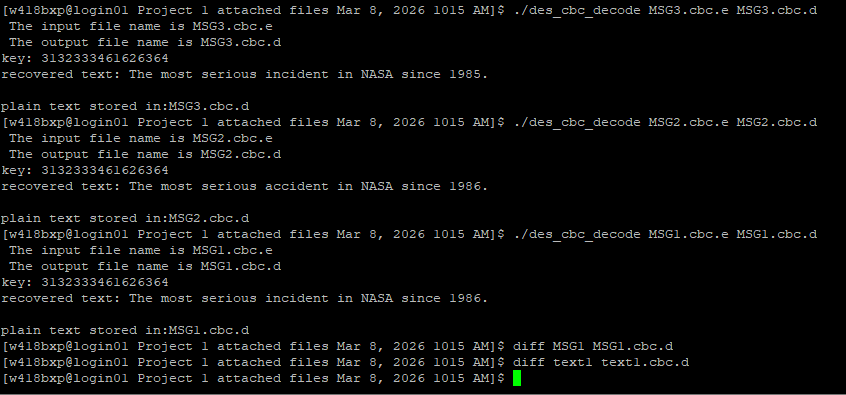 [w418bxp@login01 Project 1 attached files Mar 8, 2026 1015 AM]$ ./des_cbc_decode MSG3.cbc.e MSG3.cbc.d
 The input file name is MSG3.cbc.e
 The output file name is MSG3.cbc.d
key: 3132333461626364
recovered text: The most serious incident in NASA since 1985.

plain text stored in:MSG3.cbc.d
[w418bxp@login01 Project 1 attached files Mar 8, 2026 1015 AM]$ ./des_cbc_decode MSG2.cbc.e MSG2.cbc.d
 The input file name is MSG2.cbc.e
 The output file name is MSG2.cbc.d
key: 3132333461626364
recovered text: The most serious accident in NASA since 1986.

plain text stored in:MSG2.cbc.d
[w418bxp@login01 Project 1 attached files Mar 8, 2026 1015 AM]$ ./des_cbc_decode MSG1.cbc.e MSG1.cbc.d
 The input file name is MSG1.cbc.e
 The output file name is MSG1.cbc.d
key: 3132333461626364
recovered text: The most serious incident in NASA since 1986.

plain text stored in:MSG1.cbc.d
[w418bxp@login01 Project 1 attached files Mar 8, 2026 1015 AM]$ diff MSG1 MSG1.cbc.d
[w418bxp@login01 Project 1 attached files Mar 8, 2026 1015 AM]$ diff text1 text1.cbc.d
[w418bxp@login01 Project 1 attached files Mar 8, 2026 1015 AM]$